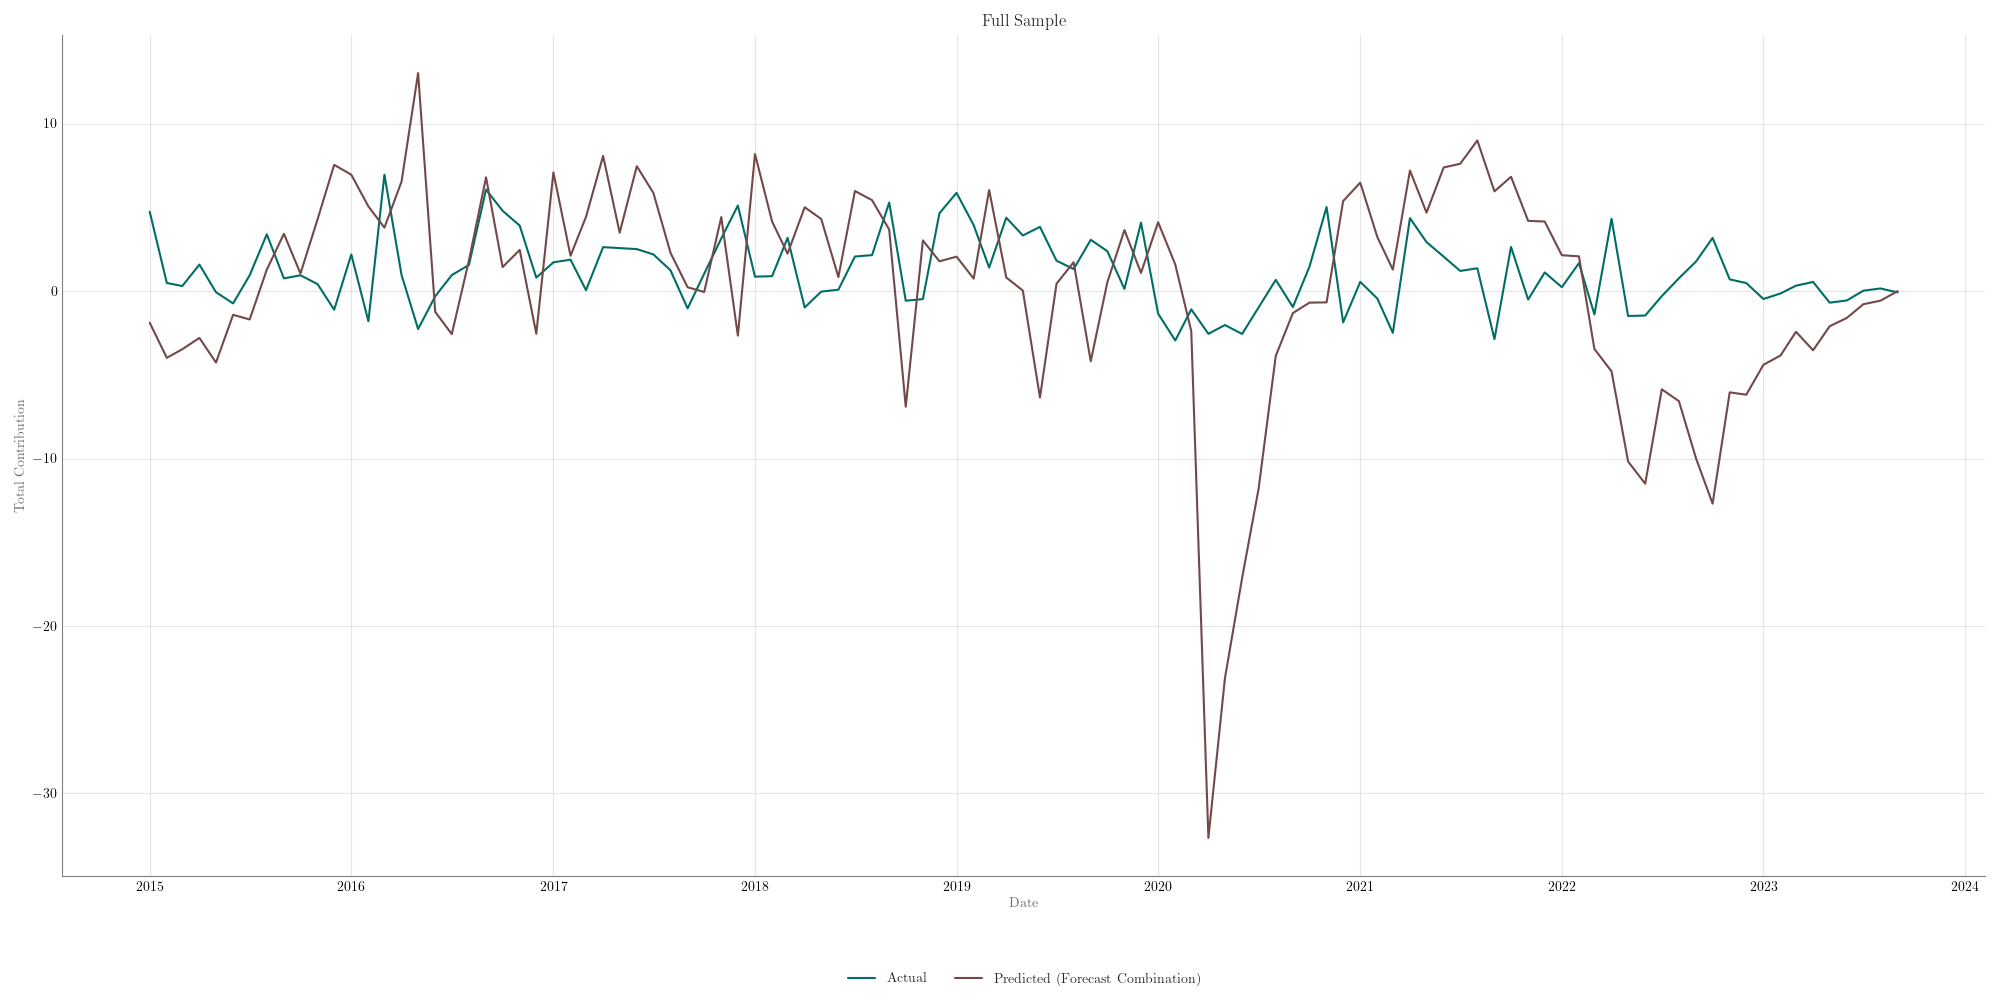 Full Sample
10
0
−10
−20
−30
Total Contribution
2015 2016 2017 2018 2019 2020 2021 2022 2023 2024
Date
Actual Predicted (Forecast Combination)